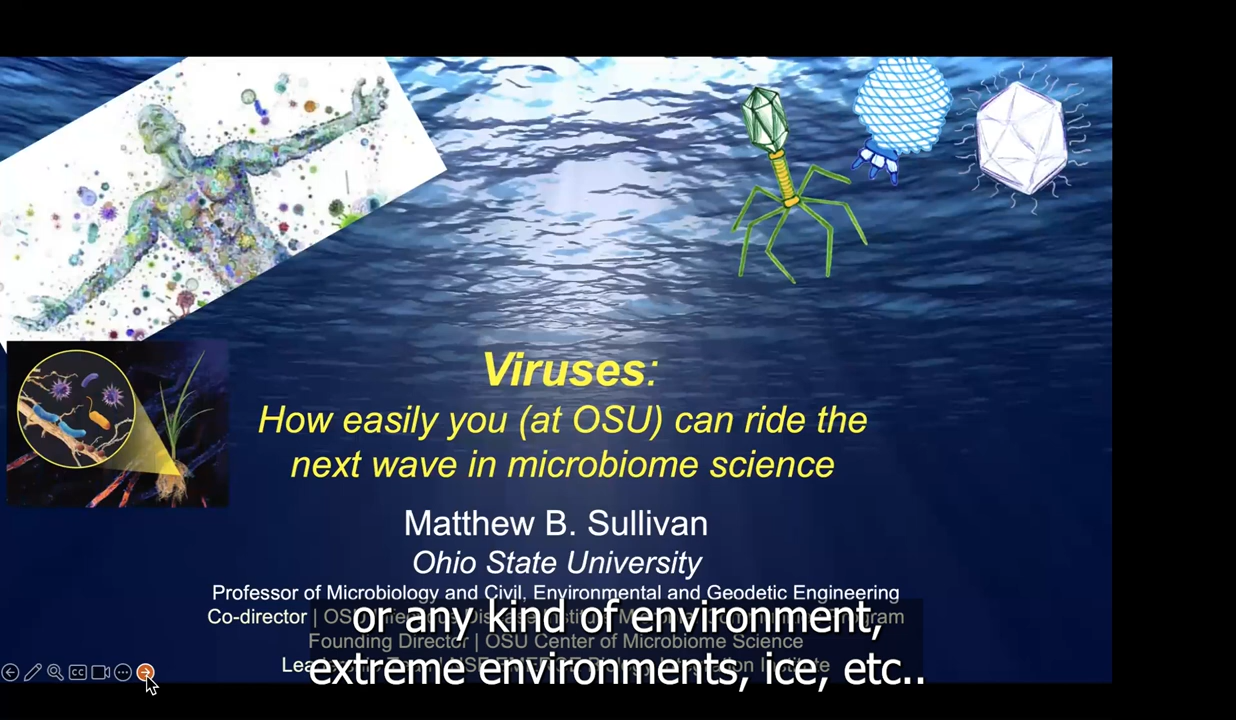 Viruses:
How easily you (at OSU) can ride the
next wave in microbiome science
Matthew B. Sullivan
Ohio State University
Professor of Microbiology and Civil, Environmental and Geodetic Engineering
Co-director | OSU
Founding Director | OSU Center of Microbiome Science
or any kind of environment,
extreme environments, ice, etc..
CC